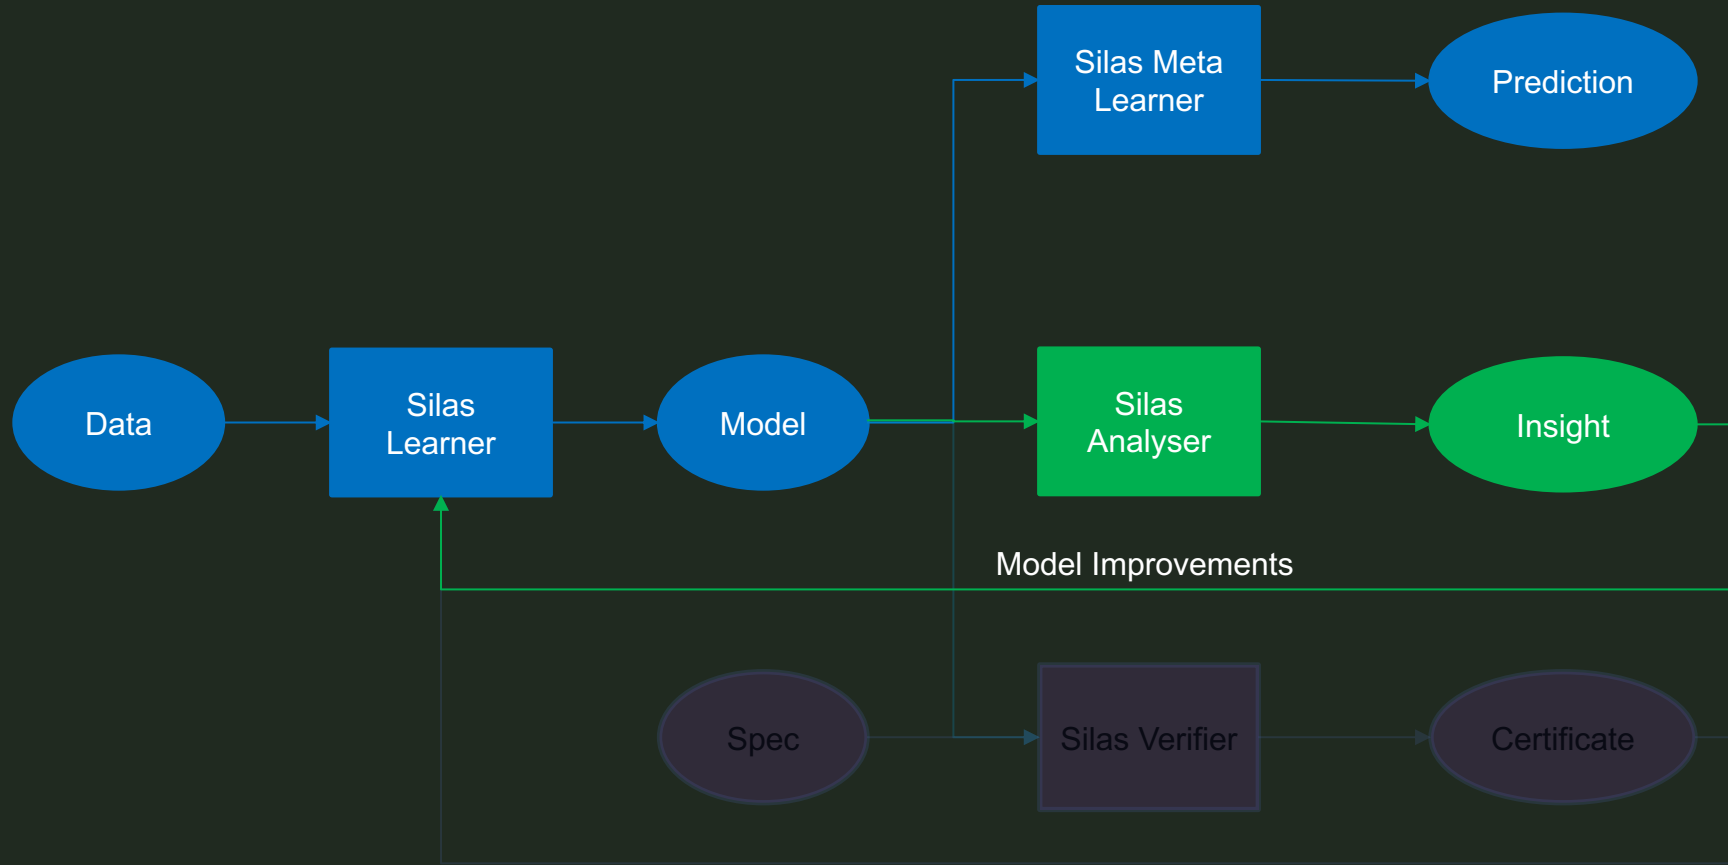 Silas Meta
Learner
Prediction
Data
Silas
Learner
Model
Silas
Analyser
Insight
Model Improvements
Spec
Silas Verifier
Certificate